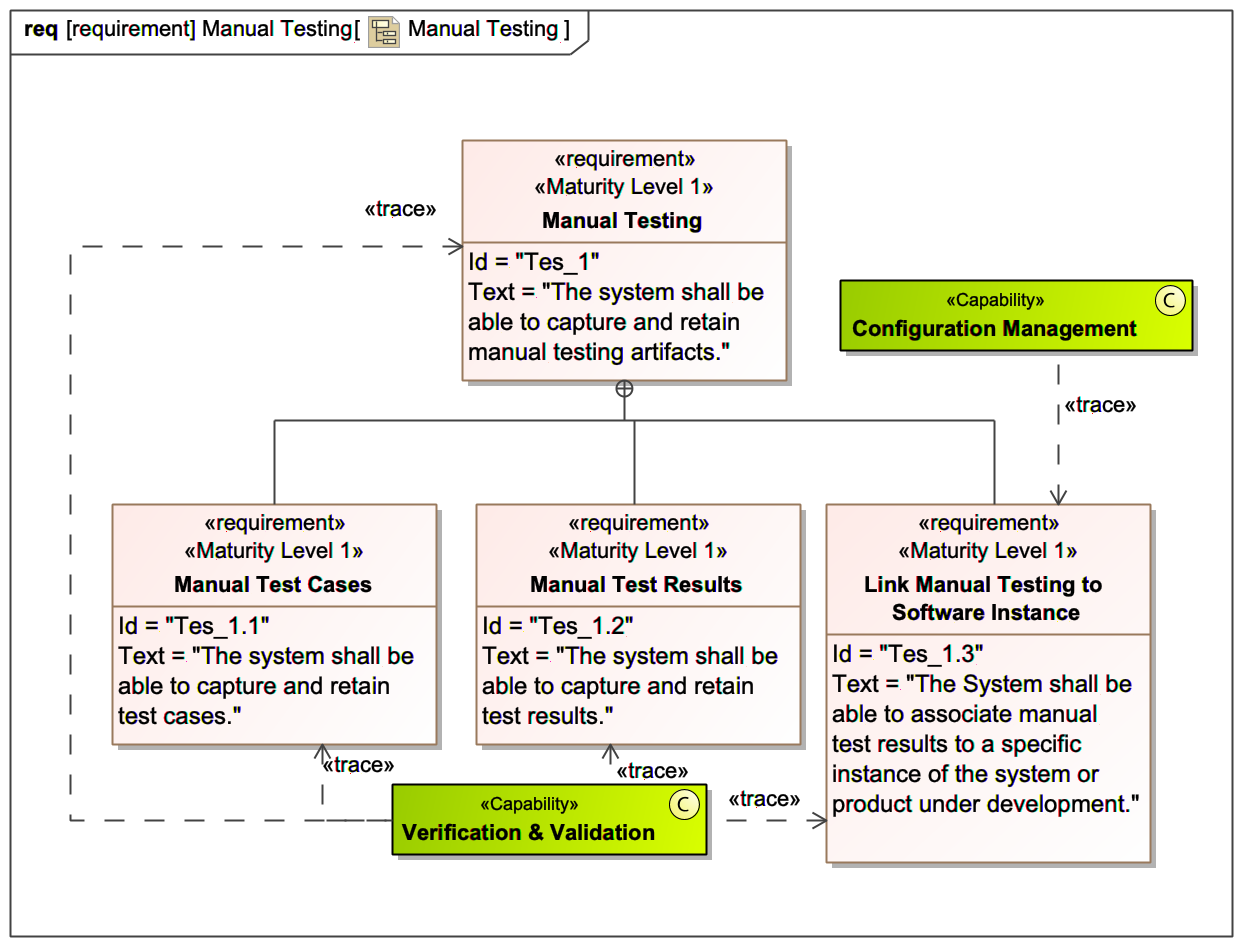 req [requirement] Manual Testing[ Manual Testing ]
«requirement»
«Maturity Level 1»
Manual Testing
«trace»
Id = "Tes_1"
Text = "The system shall be
able to capture and retain
manual testing artifacts."
«Capability»
C
Configuration Management
«trace»
«requirement»
«Maturity Level 1»
Manual Test Cases
Id = "Tes_1.1"
Text = "The system shall be
able to capture and retain
test cases."
«requirement»
«Maturity Level 1»
Manual Test Results
Id = "Tes_1.2"
Text = "The system shall be
able to capture and retain
test results."
«requirement»
«Maturity Level 1»
Link Manual Testing to
Software Instance
Id = "Tes_1.3"
Text = "The System shall be
able to associate manual
test results to a specific
instance of the system or
product under development."
«trace»
«trace»
«trace»
«Capability»
C
Verification & Validation